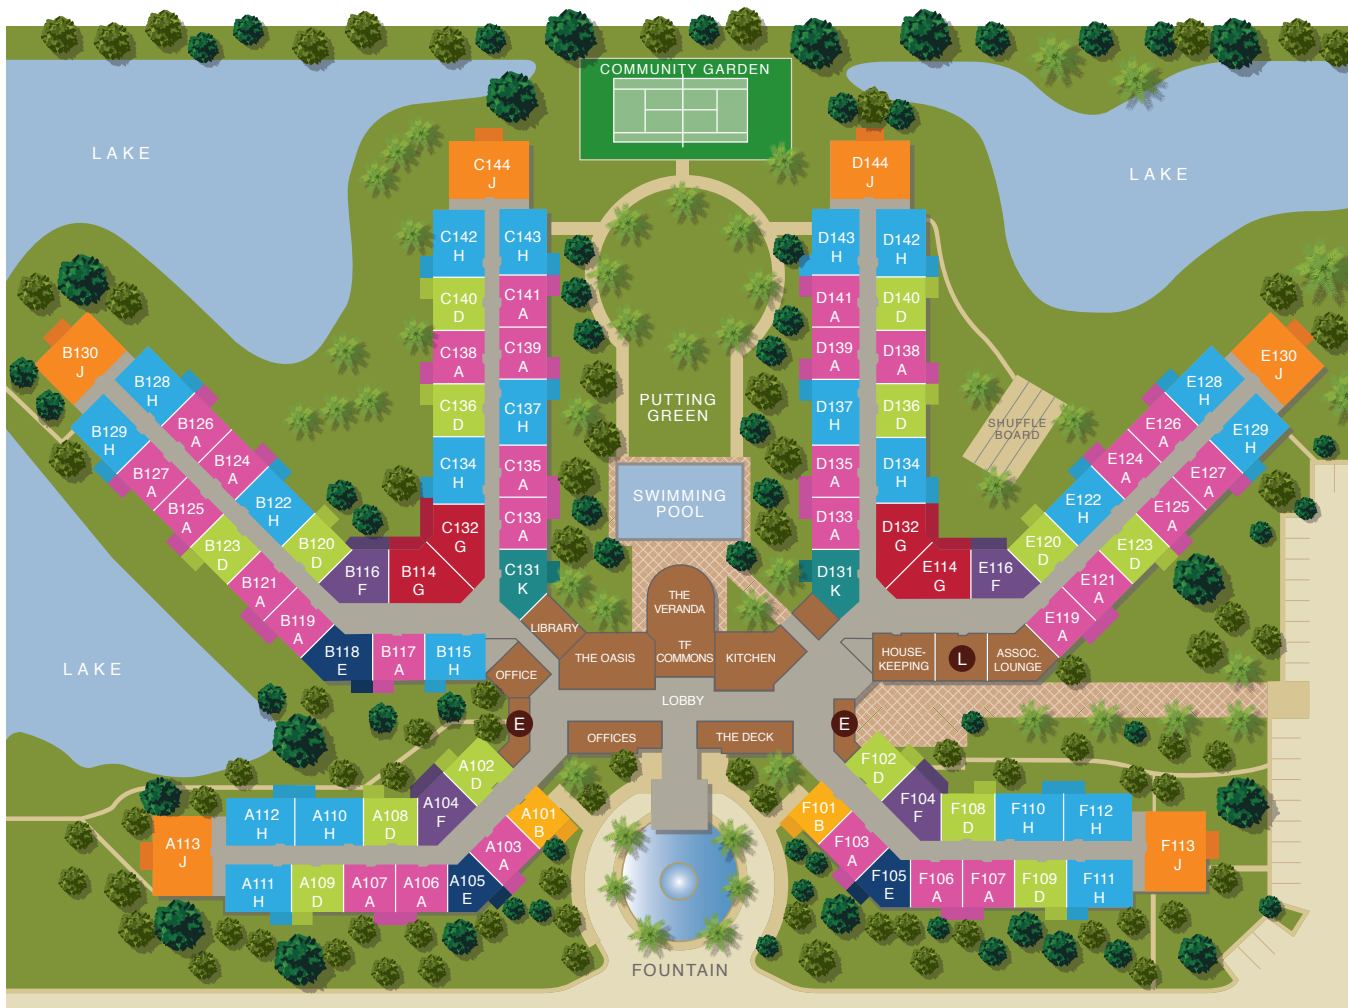 COMMUNITY GARDEN
LAKE
LAKE
C144
J
D144
J
C142
H
C143
H
D143
H
D142
H
C140
D
C141
A
D141
A
D140
D
C138
A
C139
A
D139
A
D138
A
C136
D
C137
H
D137
H
D136
D
C134
H
C135
A
D135
A
D134
H
C132
G
C133
A
D133
A
D132
G
C131
K
D131
K
B130
J
B128
H
B129
H
B126
A
B127
A
B124
A
B125
A
B122
H
B123
D
B120
D
B121
A
B116
F
B114
G
B119
A
B118
E
B117
A
B115
H
E130
J
E128
H
E129
H
E126
A
E127
A
E124
A
E125
A
E122
H
E123
D
E120
D
E121
A
E116
F
E114
G
E119
A
PUTTING
GREEN
SHUFFLE
BOARD
SWIMMING
POOL
THE
VERANDA
TF
COMMONS
LIBRARY
THE OASIS
KITCHEN
HOUSE-
KEEPING
L
ASSOC.
LOUNGE
LAKE
OFFICE
LOBBY
E
E
OFFICES
THE DECK
A102
D
A104
F
A101
B
A103
A
A105
E
A112
H
A110
H
A108
D
A113
J
A111
H
A109
D
A107
A
A106
A
F102
D
F104
F
F101
B
F103
A
F105
E
F108
D
F110
H
F112
H
F113
J
F106
A
F107
A
F109
D
F111
H
FOUNTAIN